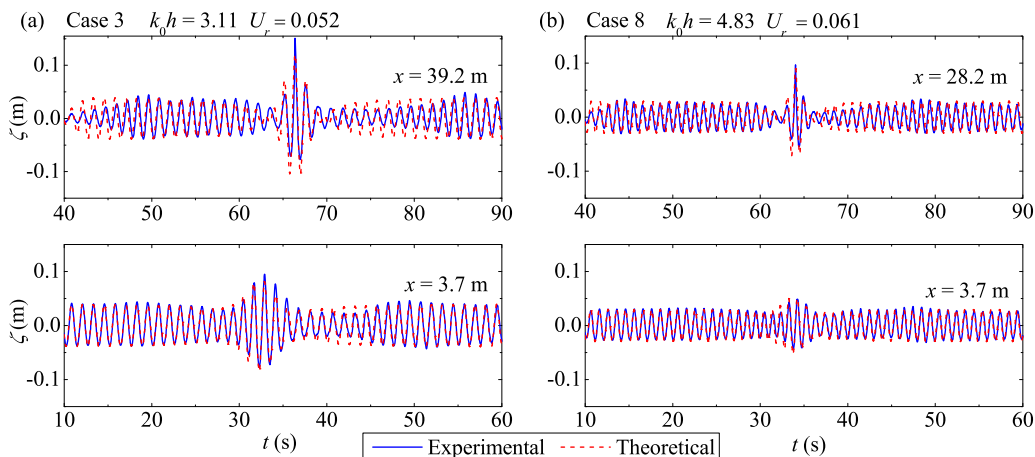 (a) Case 3 k₀h = 3.11 Uᵣ = 0.052
(b) Case 8 k₀h = 4.83 Uᵣ = 0.061
ζ (m)
0.1
0.0
-0.1
x = 39.2 m
40 50 60 70 80 90
0.1
0.0
-0.1
x = 28.2 m
40 50 60 70 80 90
ζ (m)
0.1
0.0
-0.1
x = 3.7 m
10 20 30 40 50 60
t (s)
0.1
0.0
-0.1
x = 3.7 m
10 20 30 40 50 60
t (s)
Experimental Theoretical